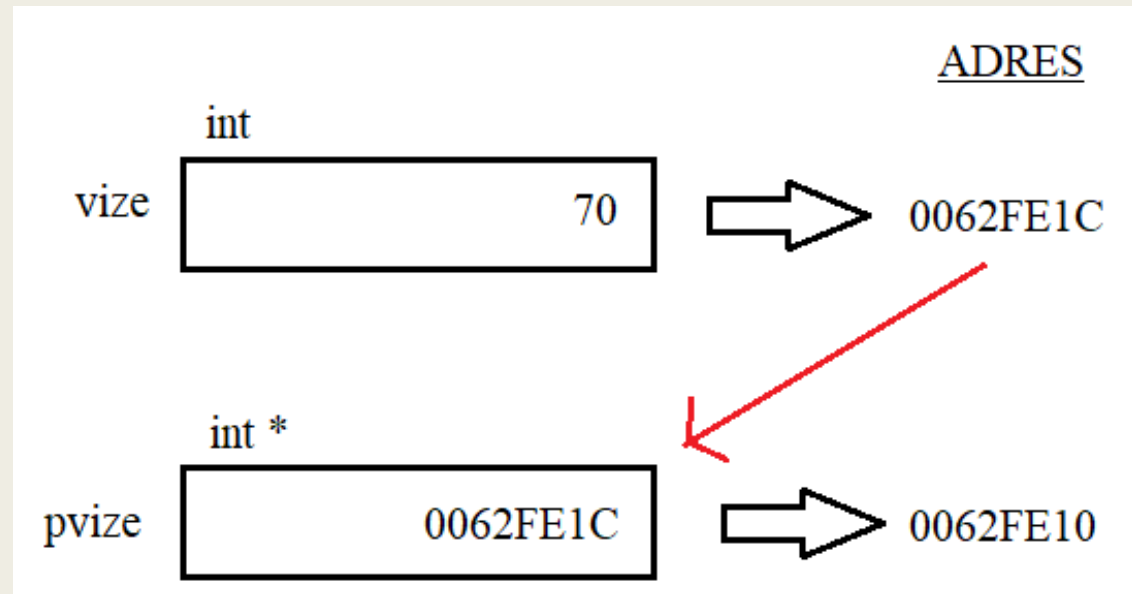 ADRES
int
vize 70 0062FE1C
int *
pvize 0062FE1C 0062FE10